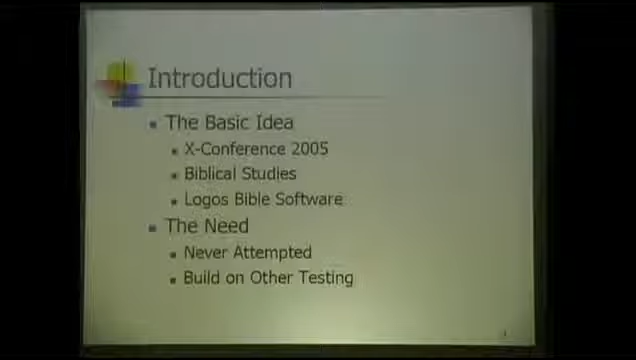 Introduction
The Basic Idea
X-Conference 2005
Biblical Studies
Logos Bible Software
The Need
Never Attempted
Build on Other Testing